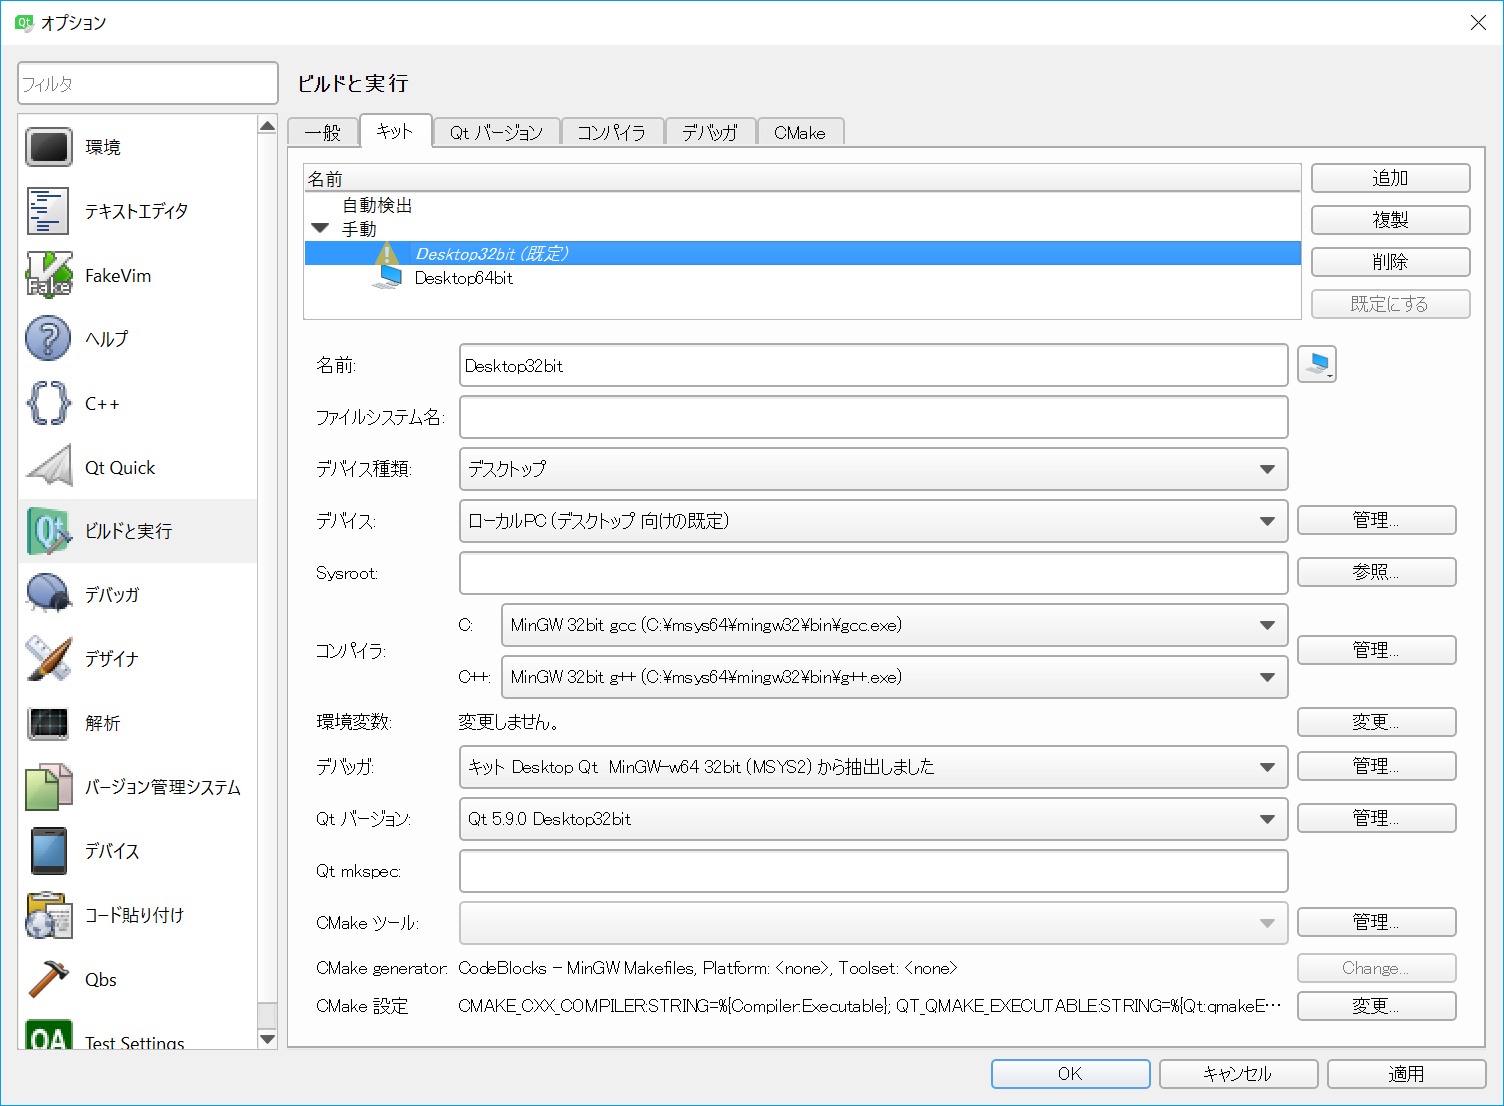 オプション
フィルタ
環境
テキストエディタ
FakeVim
ヘルプ
C++
Qt Quick
ビルドと実行
デバッガ
デザイナ
解析
バージョン管理システム
デバイス
コード貼り付け
Qbs
Test Settings
ビルドと実行
一般 キット Qt バージョン コンパイラ デバッガ CMake
名前
自動検出
手動
Desktop32bit (既定)
Desktop64bit
追加
複製
削除
既定にする
名前: Desktop32bit
ファイルシステム名:
デバイス種類: デスクトップ
デバイス: ローカルPC (デスクトップ 向けの既定) 管理...
Sysroot: 参照...
コンパイラ:
C: MinGW 32bit gcc (C:¥msys64¥mingw32¥bin¥gcc.exe)
C++: MinGW 32bit g++ (C:¥msys64¥mingw32¥bin¥g++.exe)
管理...
環境変数: 変更しません。 変更...
デバッガ: キット Desktop Qt MinGW-w64 32bit (MSYS2) から抽出しました 管理...
Qt バージョン: Qt 5.9.0 Desktop32bit 管理...
Qt mkspec:
CMake ツール: 管理...
CMake generator: CodeBlocks - MinGW Makefiles, Platform: <none>, Toolset: <none> Change...
CMake 設定 CMAKE_CXX_COMPILER:STRING=%{Compiler:Executable}; QT_QMAKE_EXECUTABLE:STRING=%{Qt:qmakeE… 変更...
OK キャンセル 適用